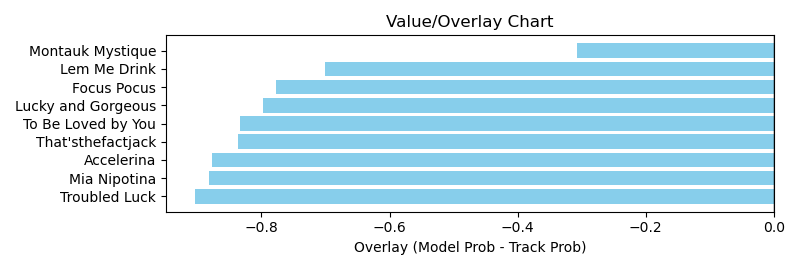 Value/Overlay Chart
Montauk Mystique
Lem Me Drink
Focus Pocus
Lucky and Gorgeous
To Be Loved by You
That'sthefactjack
Accelerina
Mia Nipotina
Troubled Luck
−0.8 −0.6 −0.4 −0.2 0.0
Overlay (Model Prob - Track Prob)